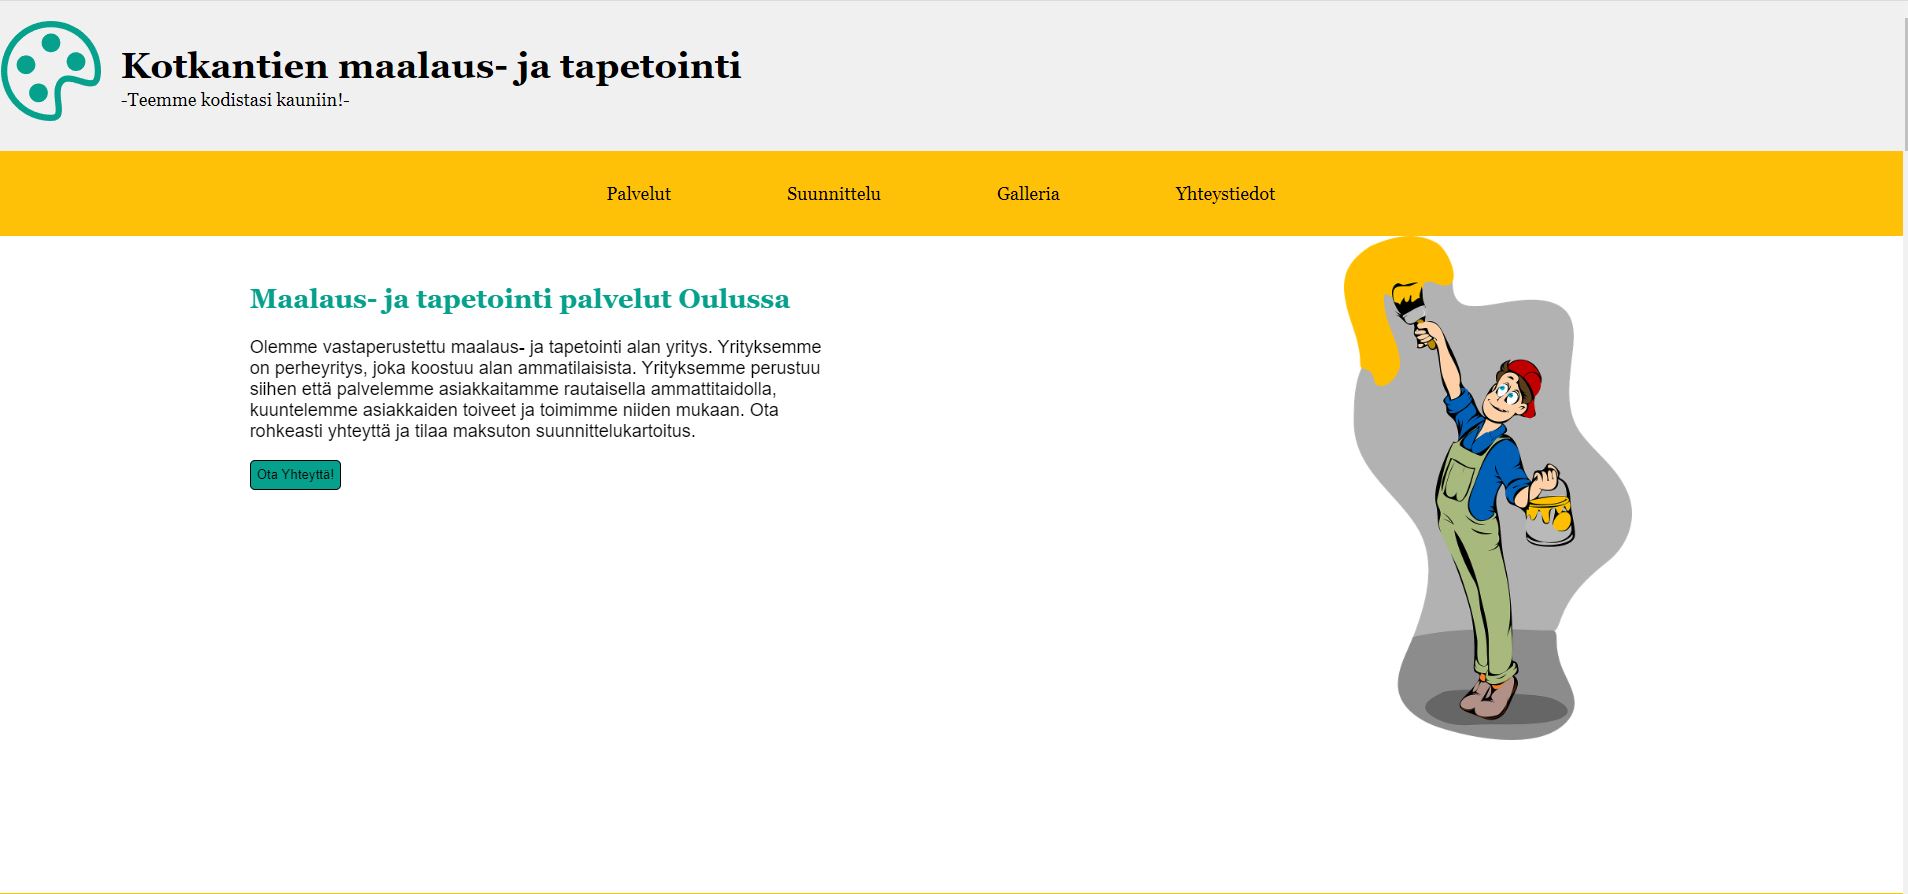 Kotkantien maalaus- ja tapetointi
-Teemme kodistasi kauniin!-
Palvelut Suunnittelu Galleria Yhteystiedot
Maalaus- ja tapetointi palvelut Oulussa
Olemme vastaperustettu maalaus- ja tapetointi alan yritys. Yrityksemme
on perheyritys, joka koostuu alan ammatilaisista. Yrityksemme perustuu
siihen että palvelemme asiakkaitamme rautaisella ammattitaidolla,
kuuntelemme asiakkaiden toiveet ja toimimme niiden mukaan. Ota
rohkeasti yhteyttä ja tilaa maksuton suunnittelukartoitus.
Ota Yhteyttä!